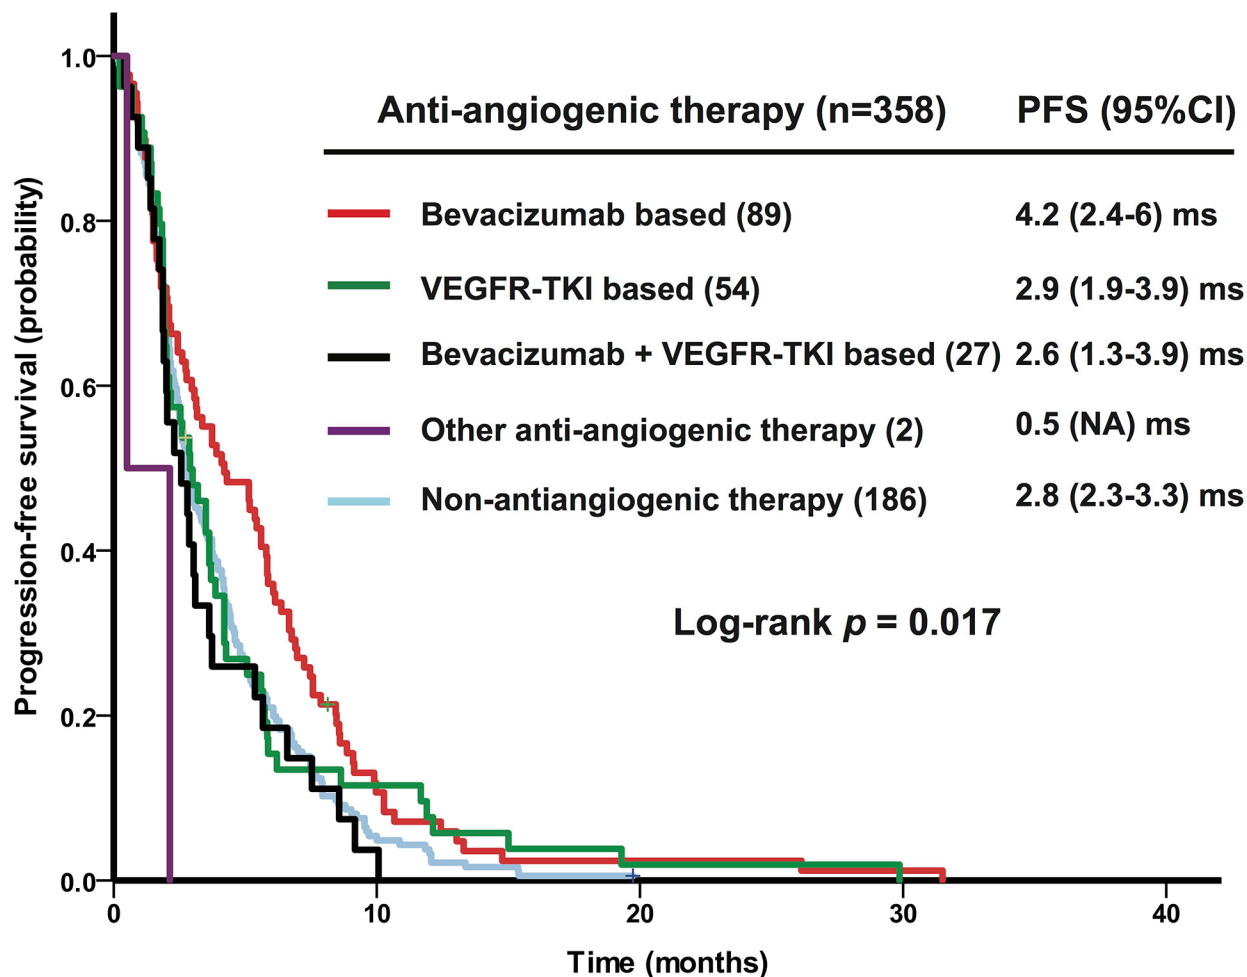 Progression-free survival (probability)
1.0
0.8
0.6
0.4
0.2
0.0
Anti-angiogenic therapy (n=358) PFS (95%CI)
Bevacizumab based (89) 4.2 (2.4-6) ms
VEGFR-TKI based (54) 2.9 (1.9-3.9) ms
Bevacizumab + VEGFR-TKI based (27) 2.6 (1.3-3.9) ms
Other anti-angiogenic therapy (2) 0.5 (NA) ms
Non-antiangiogenic therapy (186) 2.8 (2.3-3.3) ms
Log-rank p = 0.017
0 10 20 30 40
Time (months)